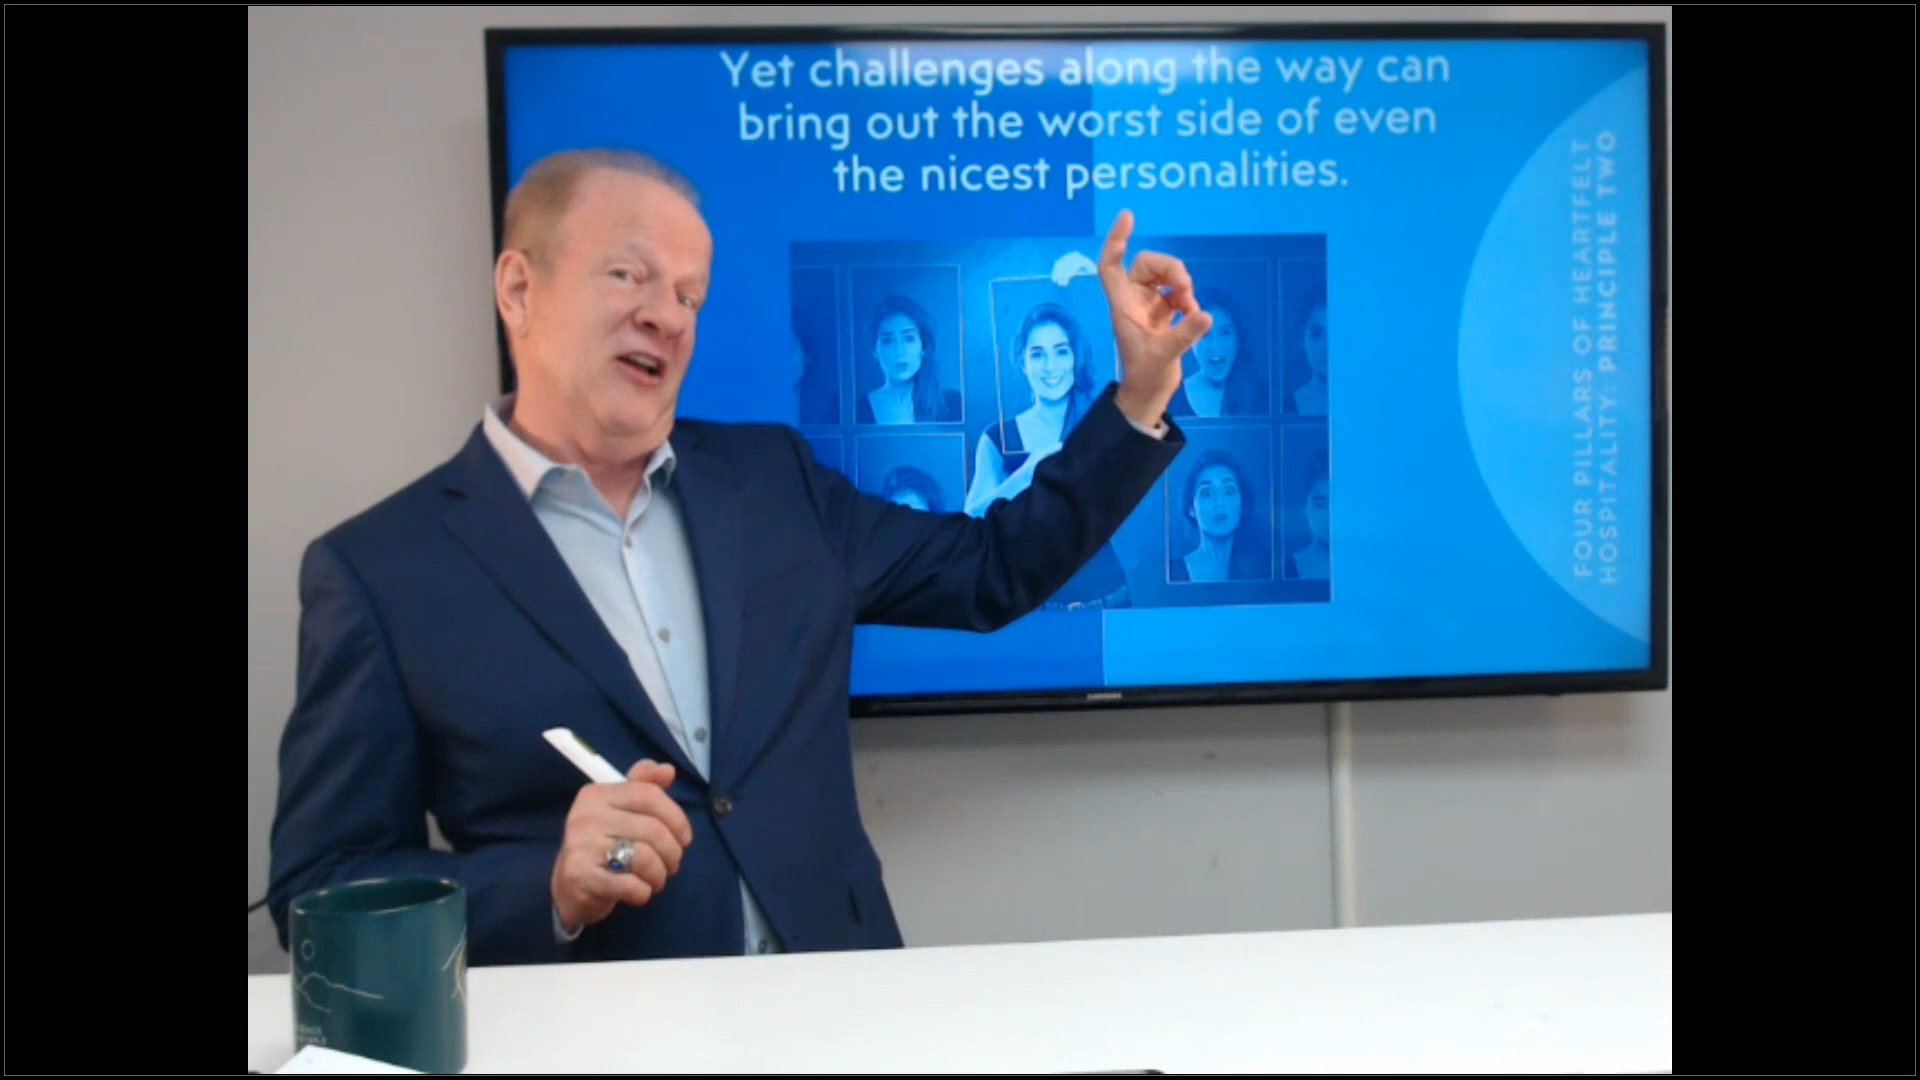 Yet challenges along the way can
bring out the worst side of even
the nicest personalities.
FOUR PILLARS OF HEARTFELT
HOSPITALITY: PRINCIPLE TWO
SAMSUNG